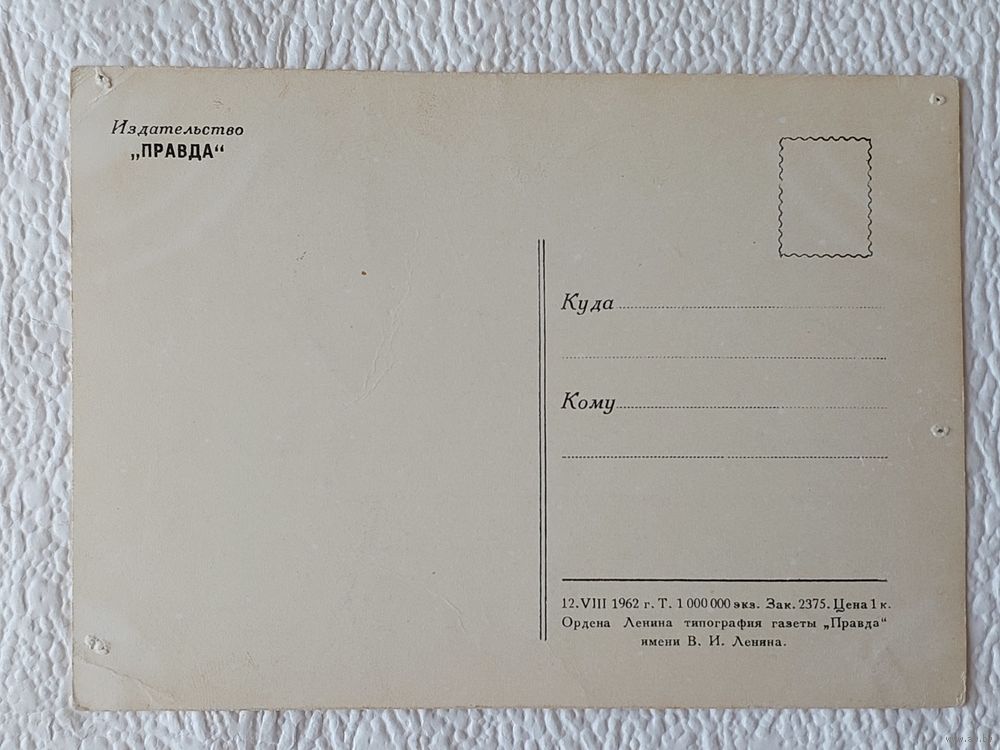 Издательство
„ПРАВДА“
Куда
Кому
12.VIII 1962 г. Т. 1 000 000 экз. Зак. 2375. Цена 1 к.
Ордена Ленина типография газеты „Правда“
имени В. И. Ленина.